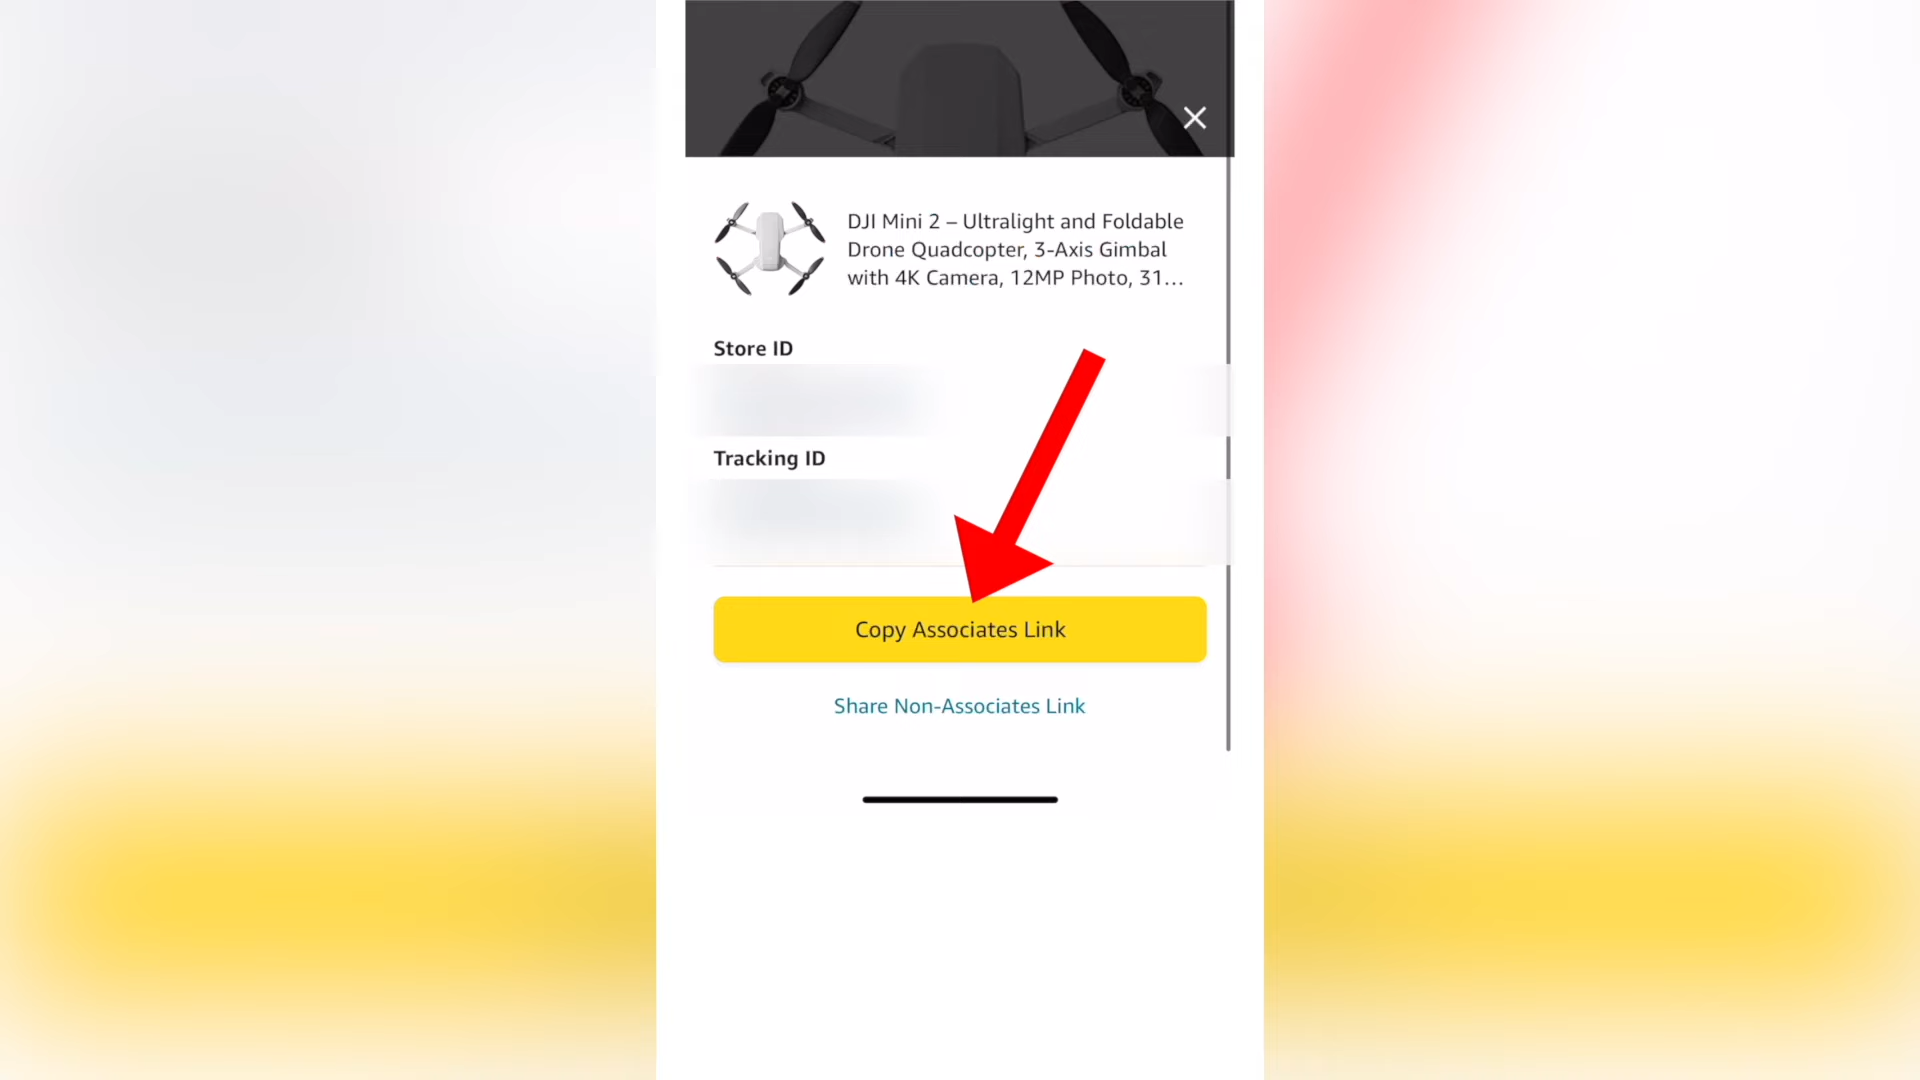 DJI Mini 2 – Ultralight and Foldable
Drone Quadcopter, 3-Axis Gimbal
with 4K Camera, 12MP Photo, 31...
Store ID
Tracking ID
Copy Associates Link
Share Non-Associates Link